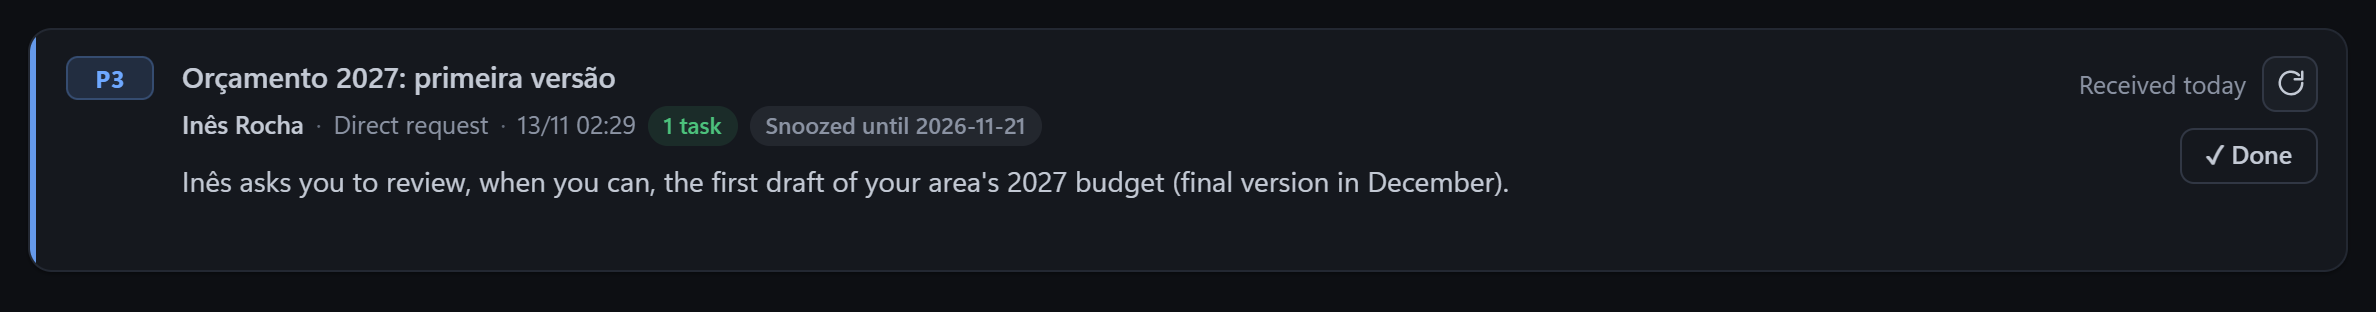 P3 Orçamento 2027: primeira versão Received today
Inês Rocha · Direct request · 13/11 02:29 1 task Snoozed until 2026-11-21
✓ Done
Inês asks you to review, when you can, the first draft of your area's 2027 budget (final version in December).